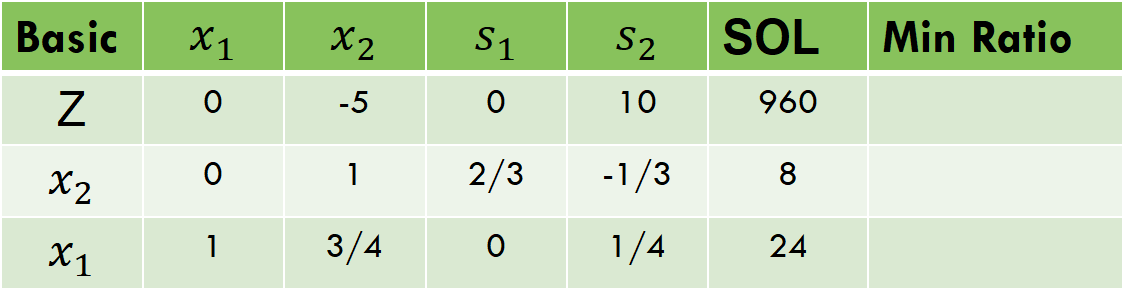 Basic x₁ x₂ s₁ s₂ SOL Min Ratio
Z 0 -5 0 10 960
x₂ 0 1 2/3 -1/3 8
x₁ 1 3/4 0 1/4 24